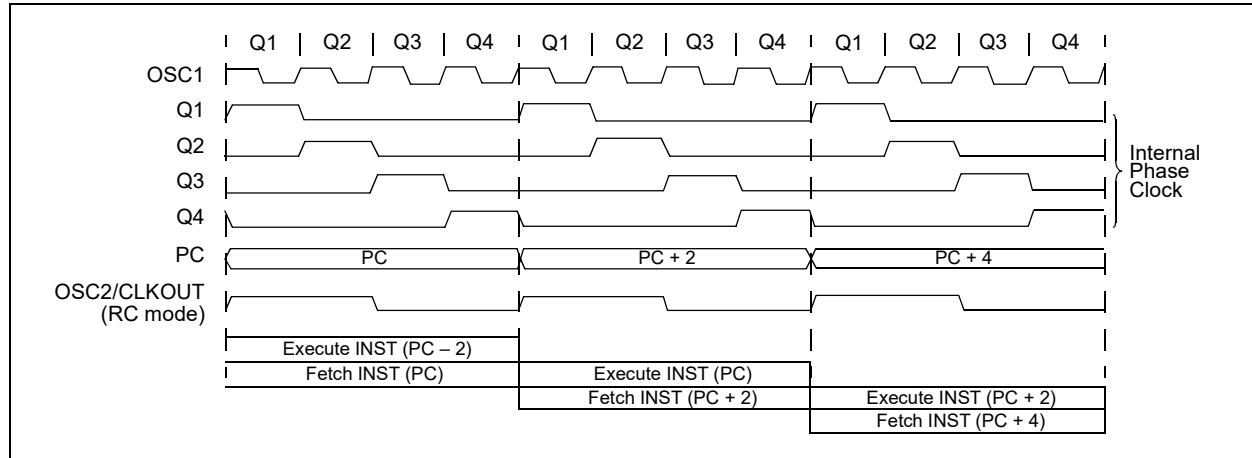 Q1 Q2 Q3 Q4 Q1 Q2 Q3 Q4 Q1 Q2 Q3 Q4
OSC1
Q1
Q2
Q3
Q4
Internal
Phase
Clock
PC PC PC + 2 PC + 4
OSC2/CLKOUT
(RC mode)
Execute INST (PC – 2)
Fetch INST (PC) Execute INST (PC)
Fetch INST (PC + 2) Execute INST (PC + 2)
Fetch INST (PC + 4)